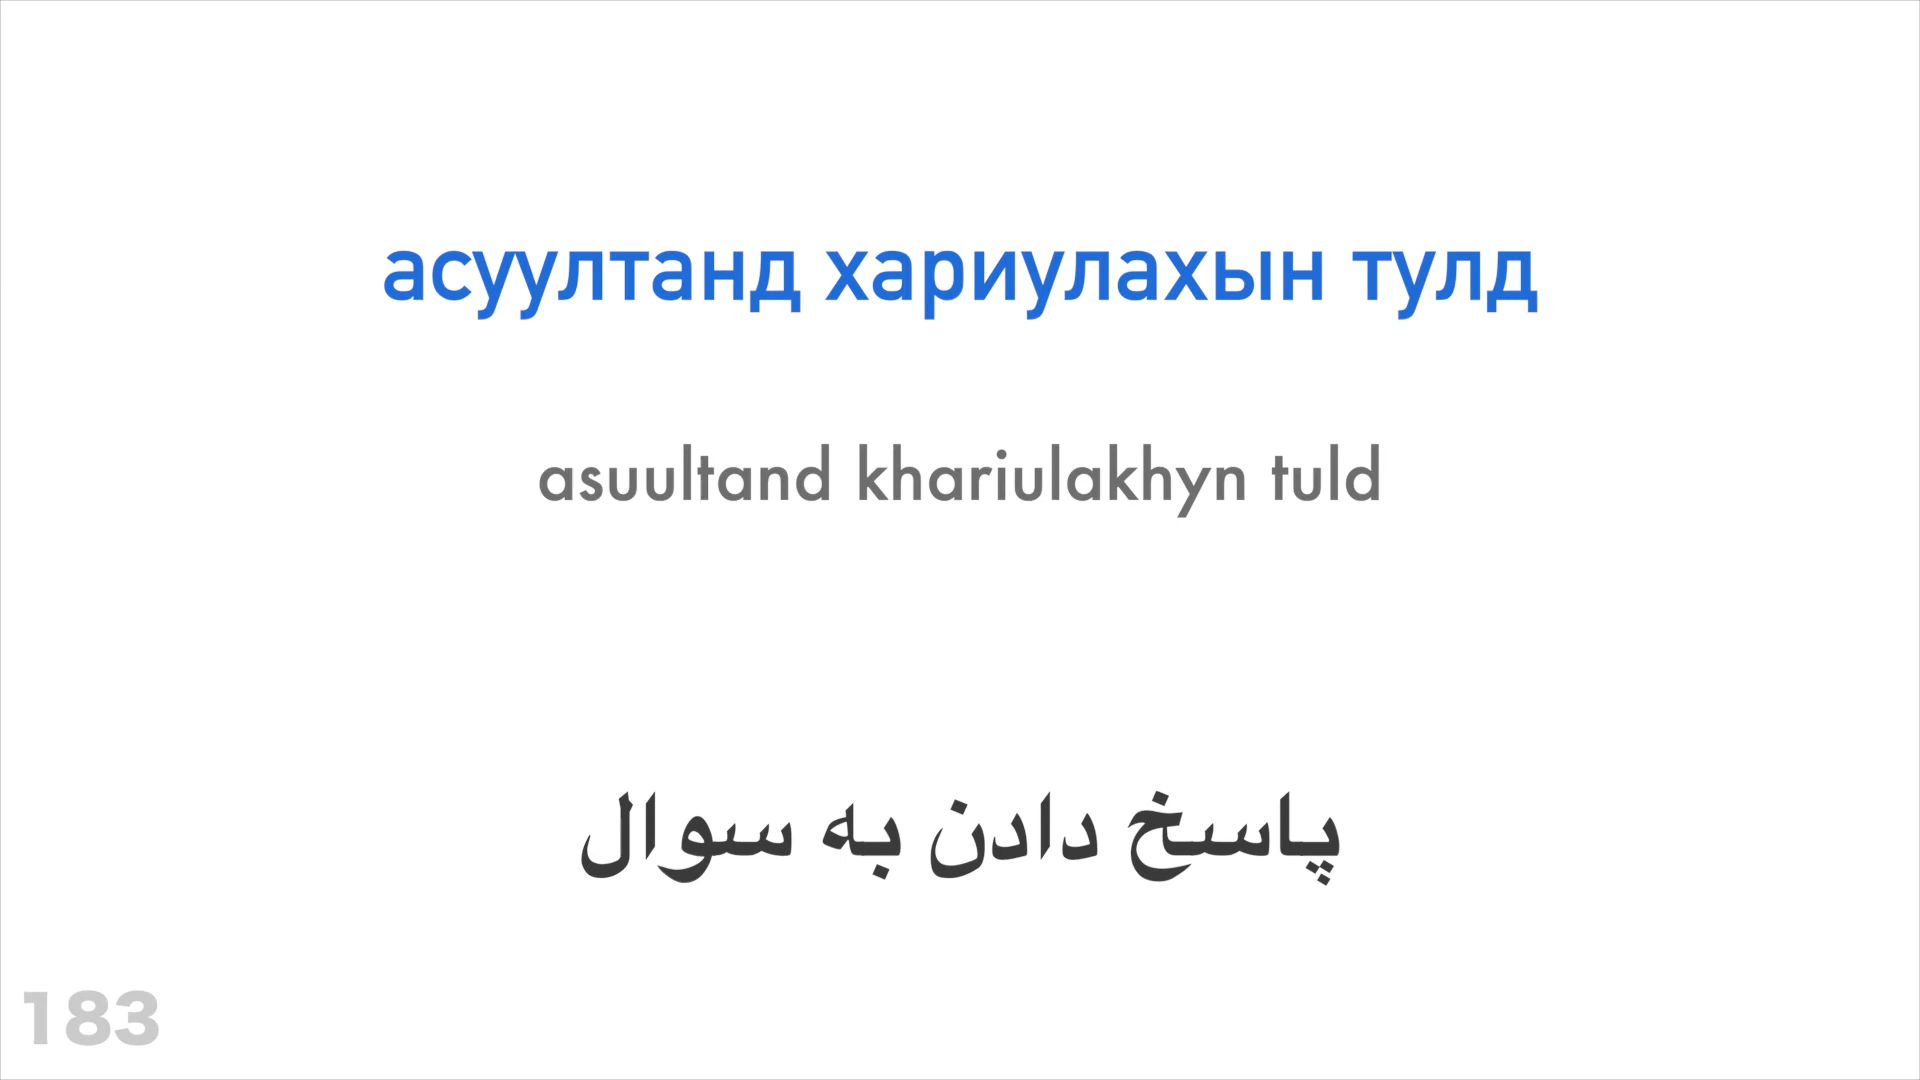 асуултанд хариулахын тулд
asuultand khariulakhyn tuld
پاسخ دادن به سوال
183